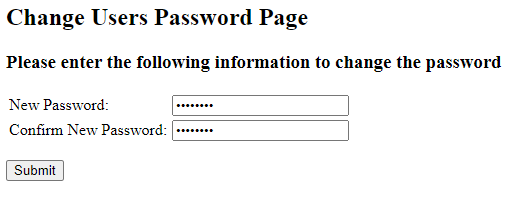 Change Users Password Page
Please enter the following information to change the password
New Password: ••••••••
Confirm New Password: ••••••••
Submit